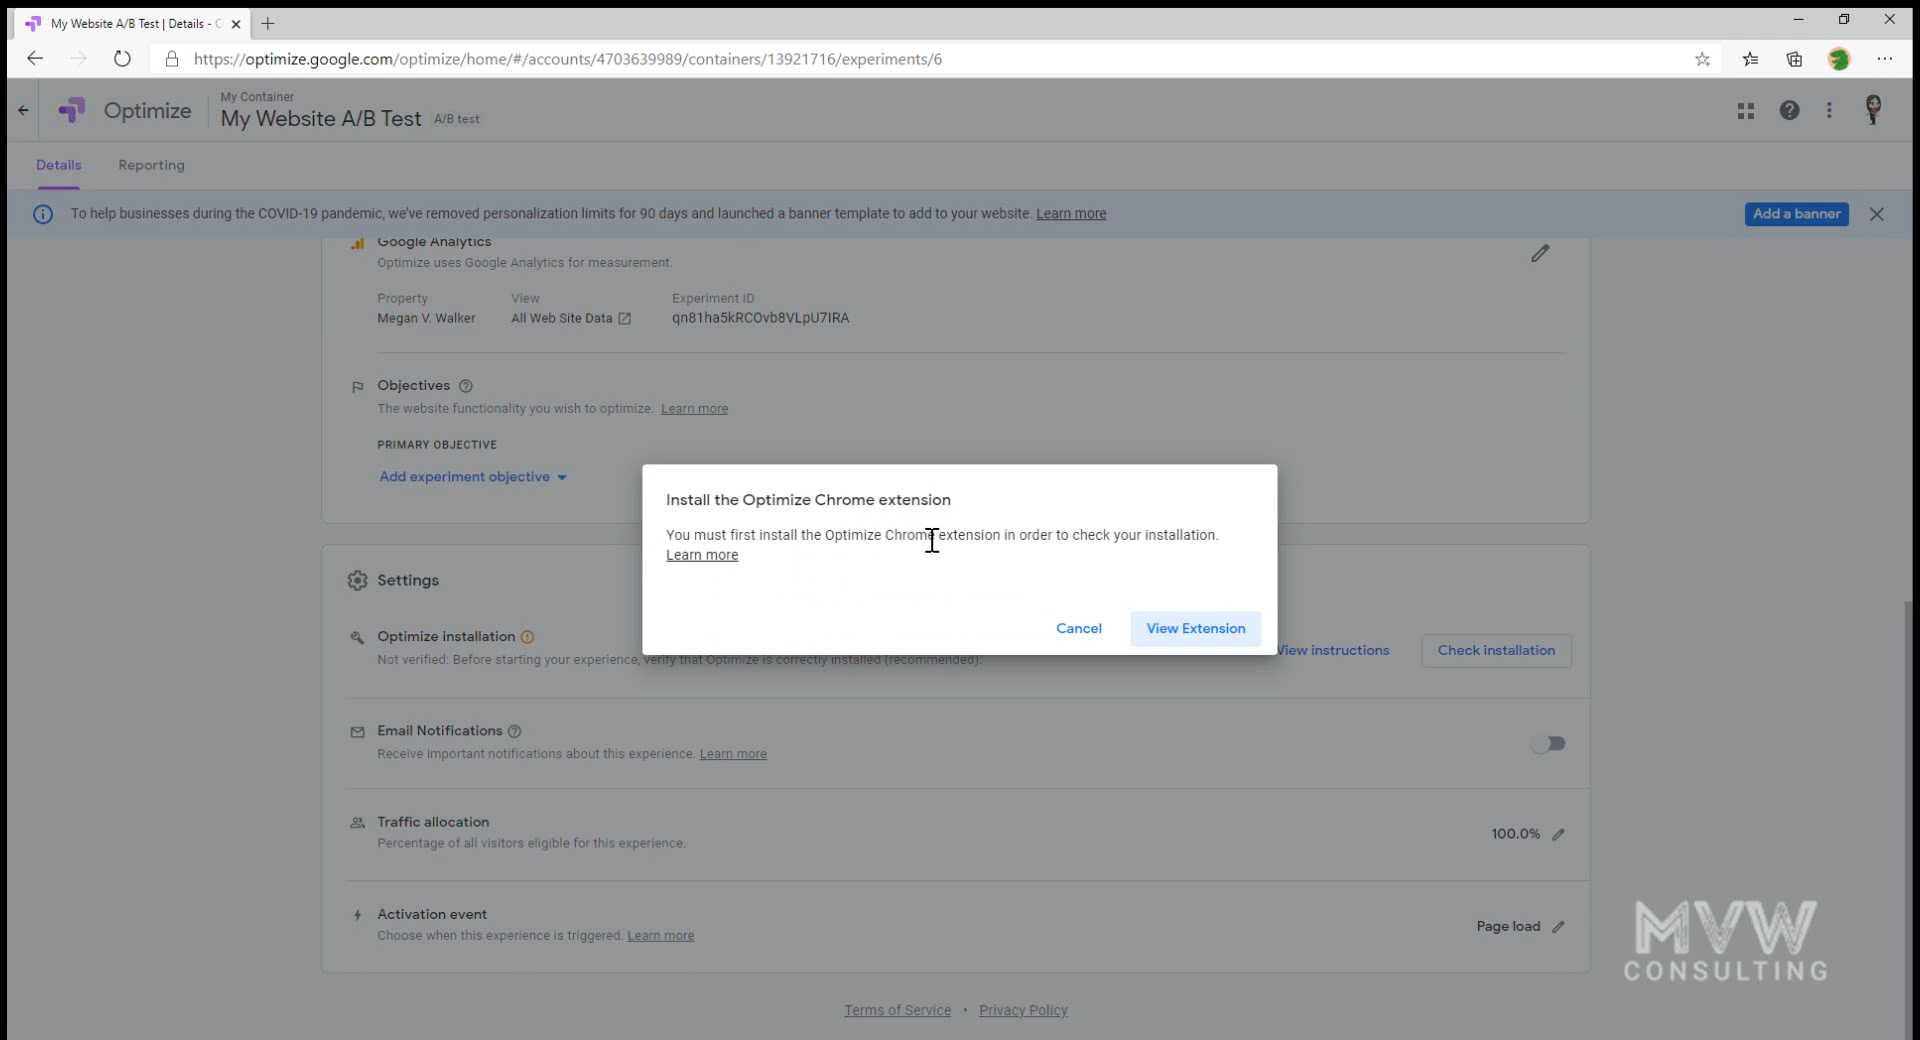 My Website A/B Test | Details -
https://optimize.google.com/optimize/home/#/accounts/4703639989/containers/13921716/experiments/6
Optimize
My Container
My Website A/B Test A/B test
Details Reporting
To help businesses during the COVID-19 pandemic, we've removed personalization limits for 90 days and launched a banner template to add to your website. Learn more
Add a banner
Google Analytics
Optimize uses Google Analytics for measurement.
Property View Experiment ID
Megan V. Walker All Web Site Data qn81ha5kRCOvb8VLpU7IRA
Objectives
The website functionality you wish to optimize. Learn more
PRIMARY OBJECTIVE
Add experiment objective
Install the Optimize Chrome extension
You must first install the Optimize Chrome extension in order to check your installation.
Learn more
Cancel View Extension
Settings
Optimize installation
Not verified: Before starting your experience, verify that Optimize is correctly installed (recommended).
View instructions Check installation
Email Notifications
Receive important notifications about this experience. Learn more
Traffic allocation
Percentage of all visitors eligible for this experience.
100.0%
Activation event
Choose when this experience is triggered. Learn more
Page load
MVW
CONSULTING
Terms of Service • Privacy Policy